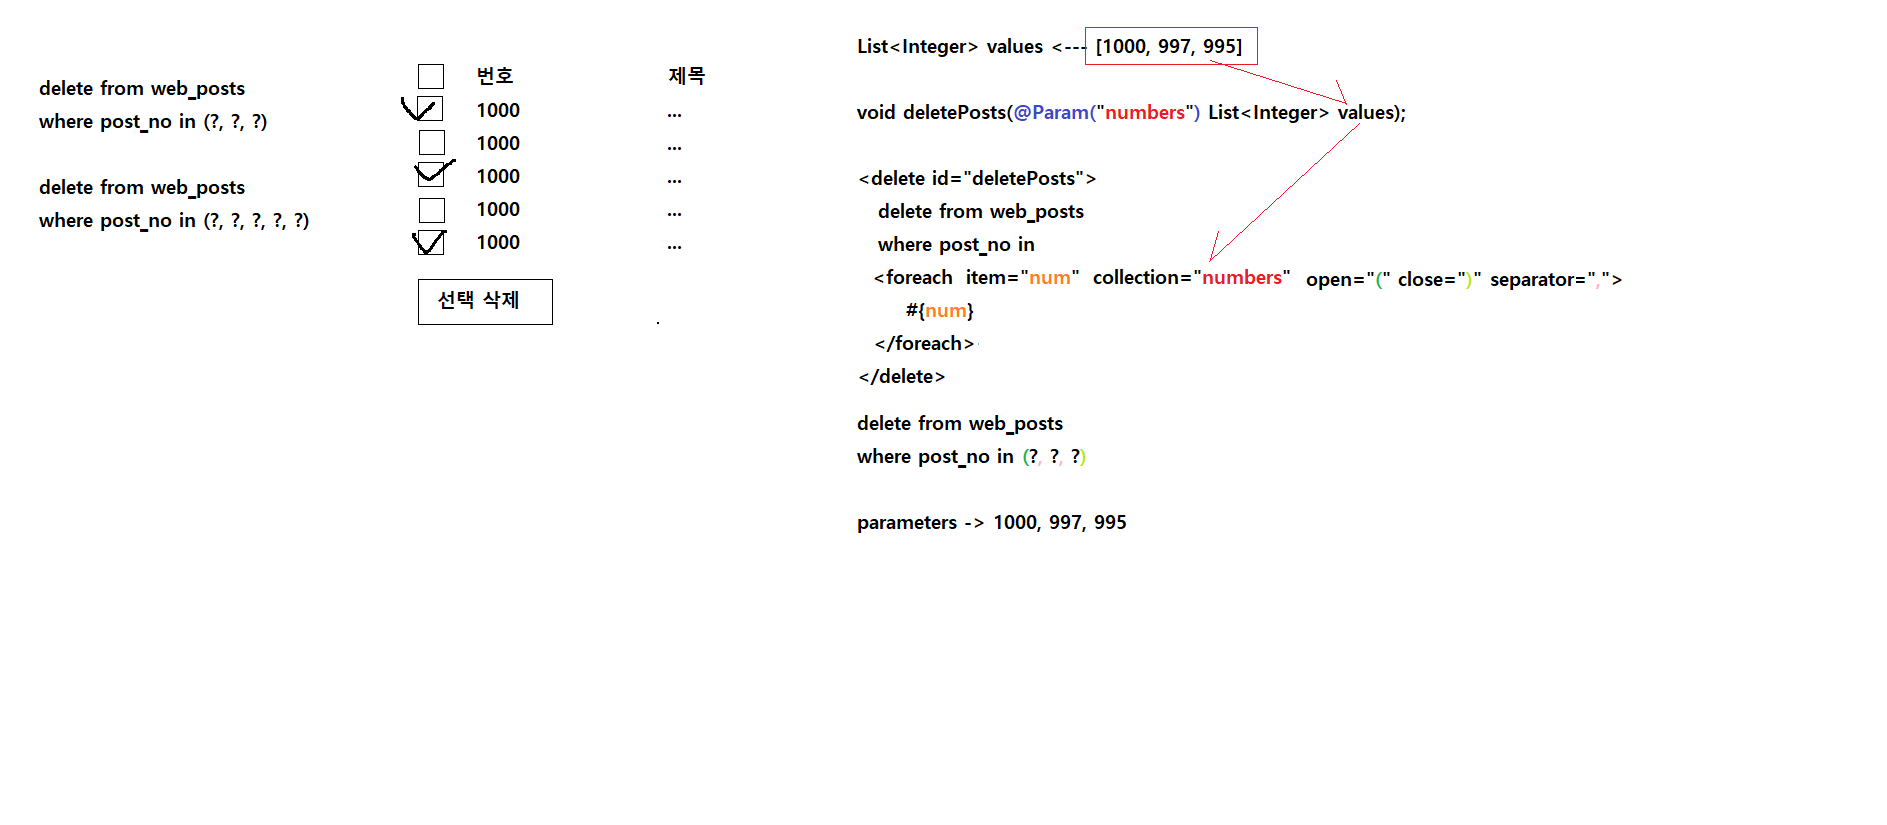 delete from web_posts
where post_no in (?, ?, ?)
delete from web_posts
where post_no in (?, ?, ?, ?, ?)
번호 제목
1000 ...
1000 ...
1000 ...
1000 ...
1000 ...
선택 삭제
List<Integer> values <--- [1000, 997, 995]
void deletePosts(@Param("numbers") List<Integer> values);
<delete id="deletePosts">
delete from web_posts
where post_no in
<foreach item="num" collection="numbers" open="(" close=")" separator=",">
#{num}
</foreach>
</delete>
delete from web_posts
where post_no in (?, ?, ?)
parameters -> 1000, 997, 995